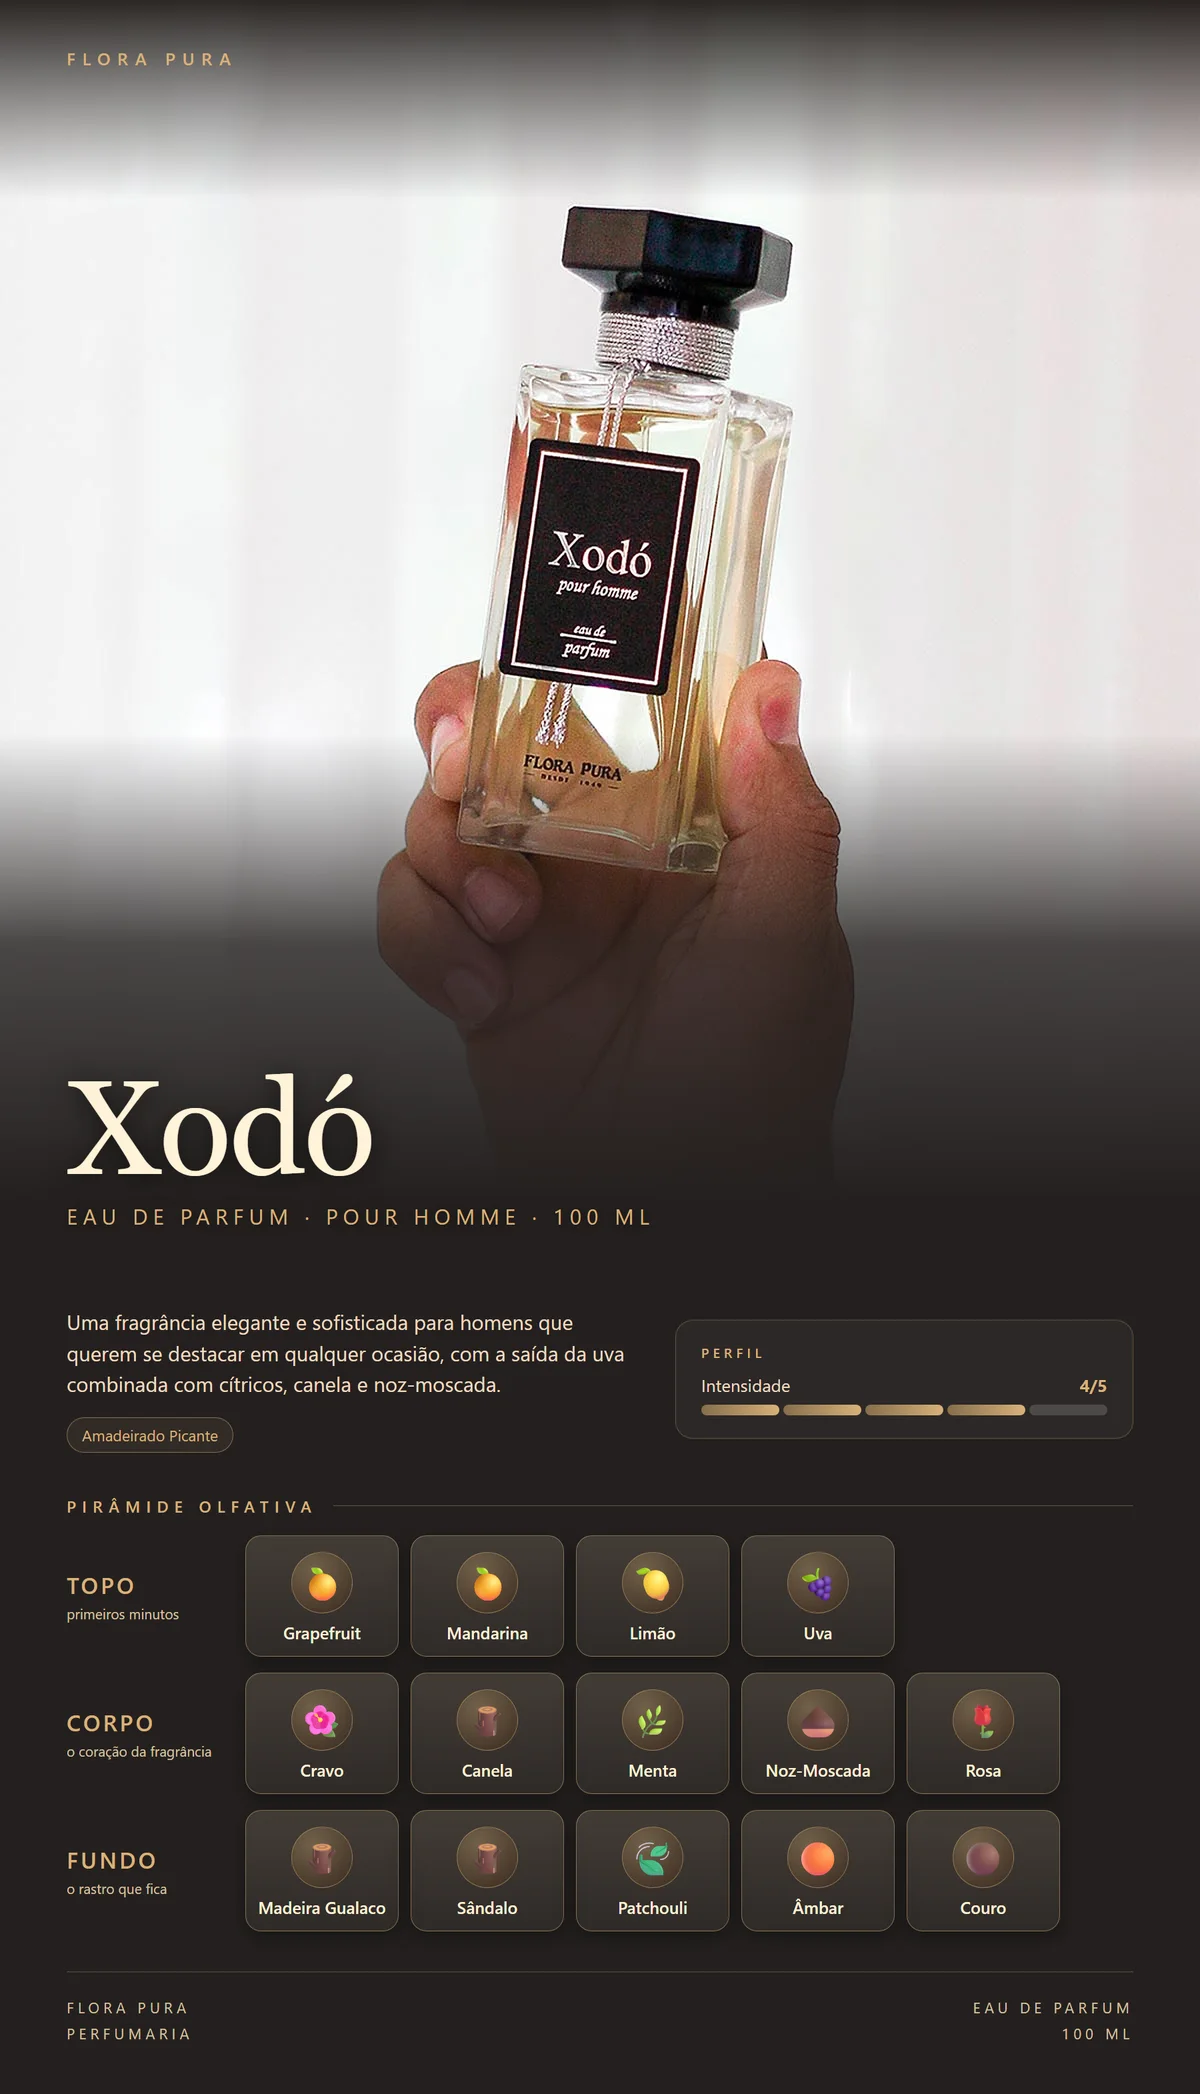 FLORA PURA
Xodó
pour homme
eau de
parfum
FLORA PURA
DESDE 1949
Xodó
EAU DE PARFUM · POUR HOMME · 100 ML
Uma fragrância elegante e sofisticada para homens que
querem se destacar em qualquer ocasião, com a saída da uva
combinada com cítricos, canela e noz-moscada.
Amadeirado Picante
PERFIL
Intensidade 4/5
PIRÂMIDE OLFATIVA
TOPO
primeiros minutos
Grapefruit Mandarina Limão Uva
CORPO
o coração da fragrância
Cravo Canela Menta Noz-Moscada Rosa
FUNDO
o rastro que fica
Madeira Gualaco Sândalo Patchouli Âmbar Couro
FLORA PURA
PERFUMARIA
EAU DE PARFUM
100 ML